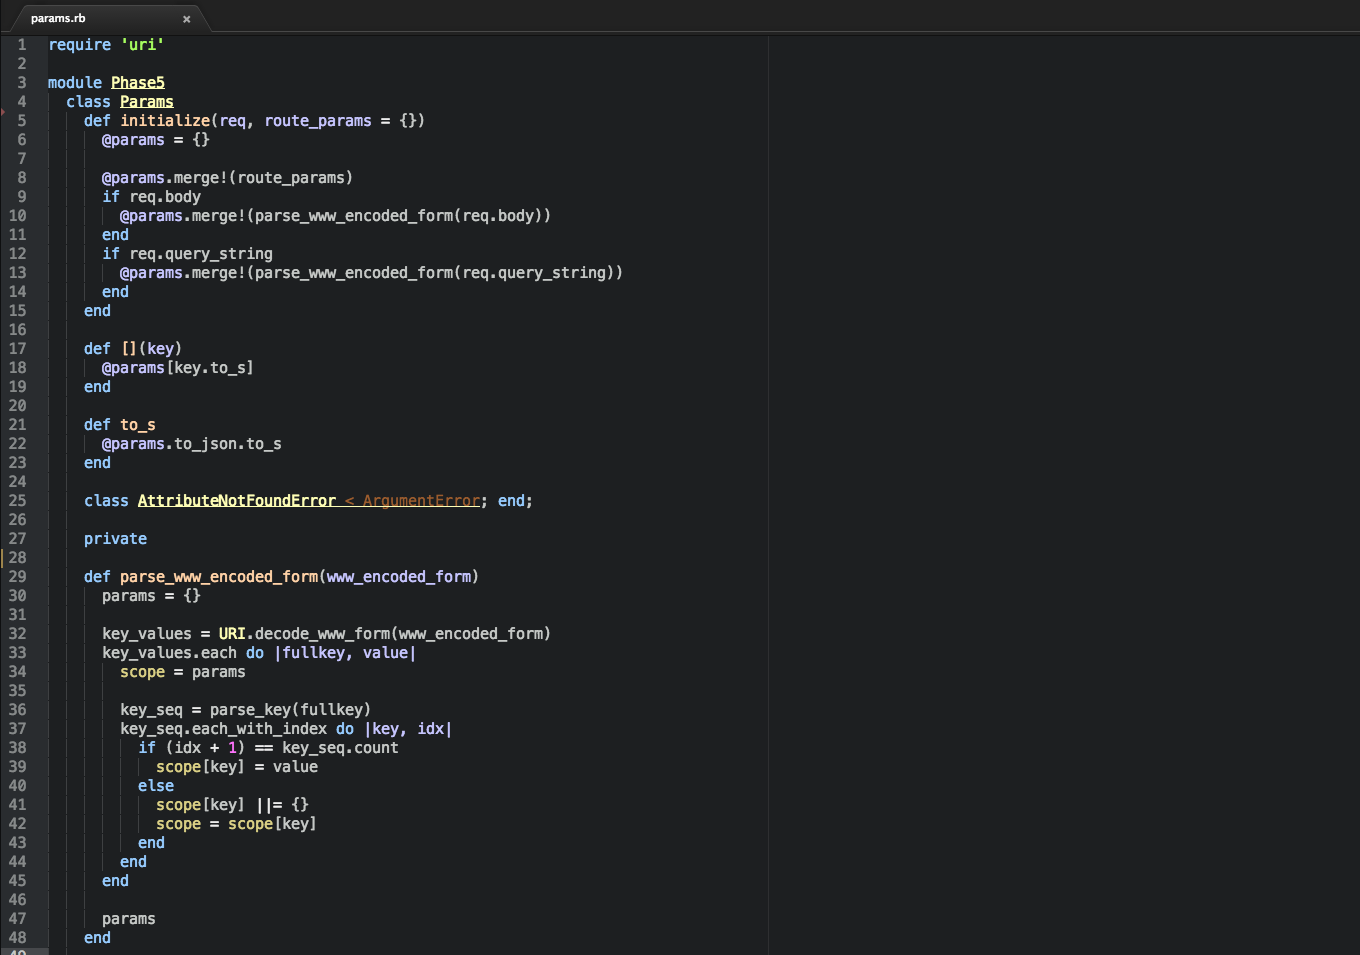 params.rb ×
1 require 'uri'
2
3 module Phase5
4 class Params
5 def initialize(req, route_params = {})
6 @params = {}
7
8 @params.merge!(route_params)
9 if req.body
10 @params.merge!(parse_www_encoded_form(req.body))
11 end
12 if req.query_string
13 @params.merge!(parse_www_encoded_form(req.query_string))
14 end
15 end
16
17 def [](key)
18 @params[key.to_s]
19 end
20
21 def to_s
22 @params.to_json.to_s
23 end
24
25 class AttributeNotFoundError < ArgumentError; end;
26
27 private
28
29 def parse_www_encoded_form(www_encoded_form)
30 params = {}
31
32 key_values = URI.decode_www_form(www_encoded_form)
33 key_values.each do |fullkey, value|
34 scope = params
35
36 key_seq = parse_key(fullkey)
37 key_seq.each_with_index do |key, idx|
38 if (idx + 1) == key_seq.count
39 scope[key] = value
40 else
41 scope[key] ||= {}
42 scope = scope[key]
43 end
44 end
45 end
46
47 params
48 end
49